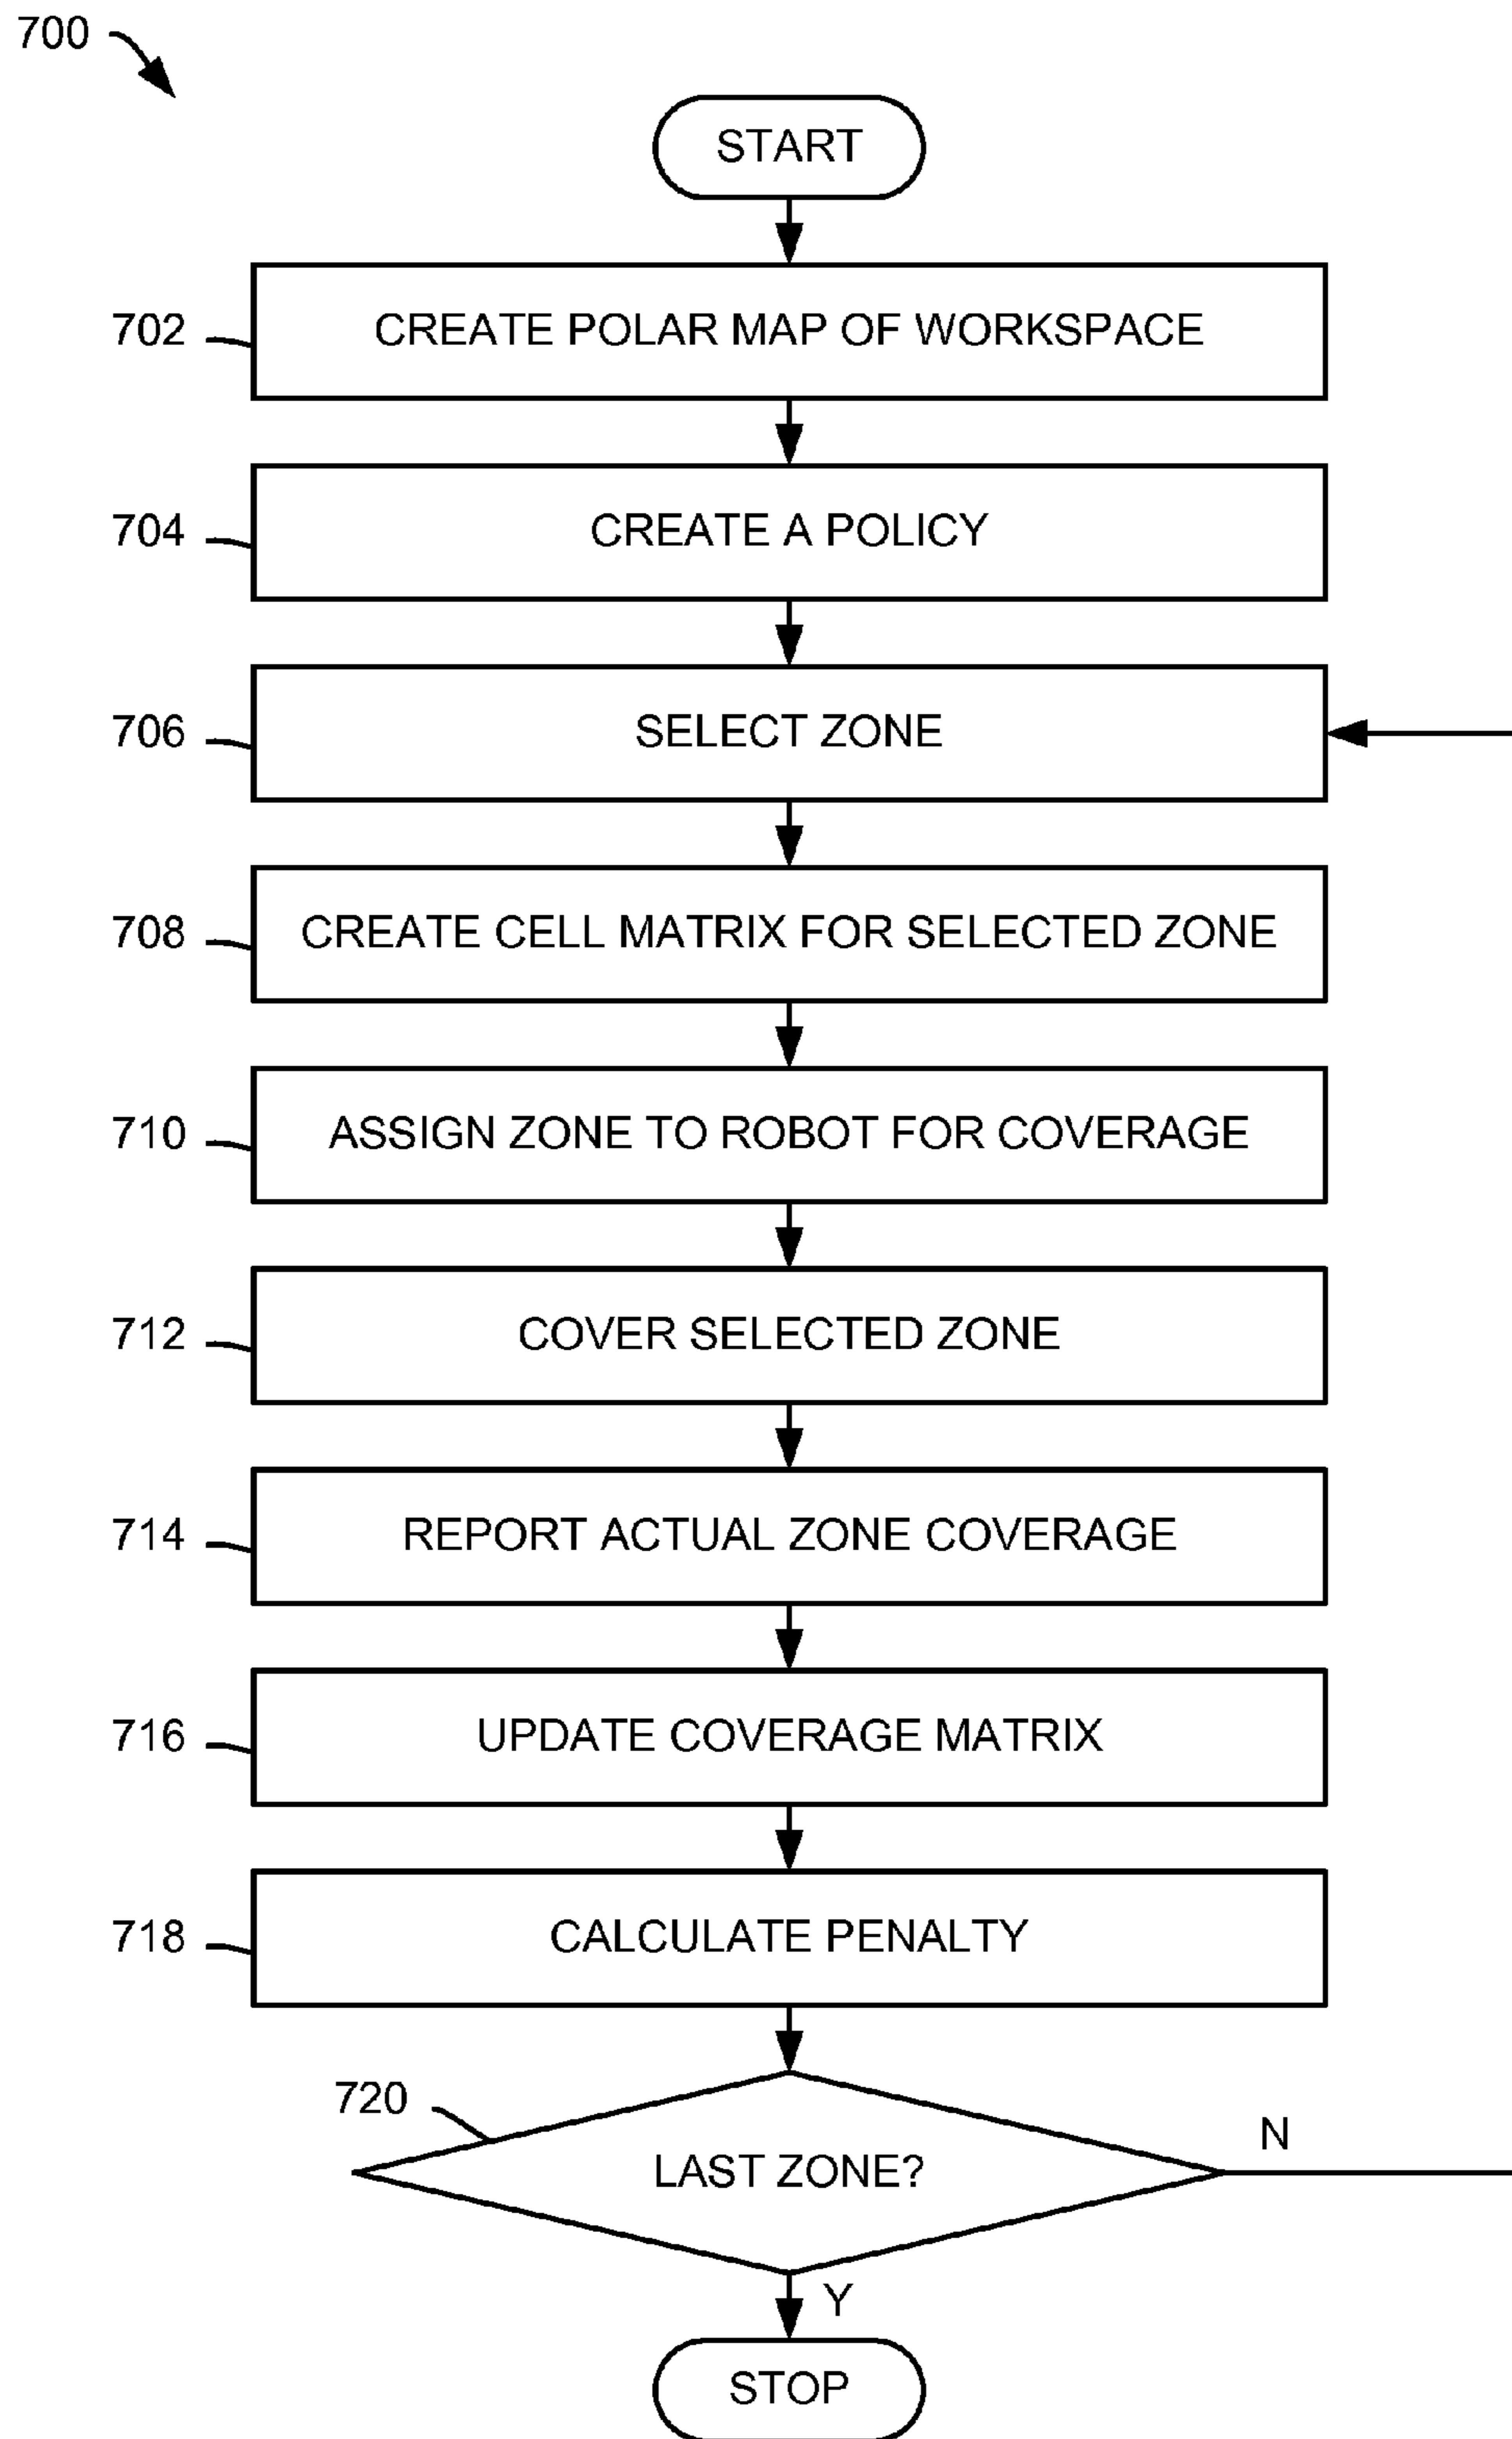 700
START
702 CREATE POLAR MAP OF WORKSPACE
704 CREATE A POLICY
706 SELECT ZONE
708 CREATE CELL MATRIX FOR SELECTED ZONE
710 ASSIGN ZONE TO ROBOT FOR COVERAGE
712 COVER SELECTED ZONE
714 REPORT ACTUAL ZONE COVERAGE
716 UPDATE COVERAGE MATRIX
718 CALCULATE PENALTY
720
LAST ZONE?
N
Y
STOP